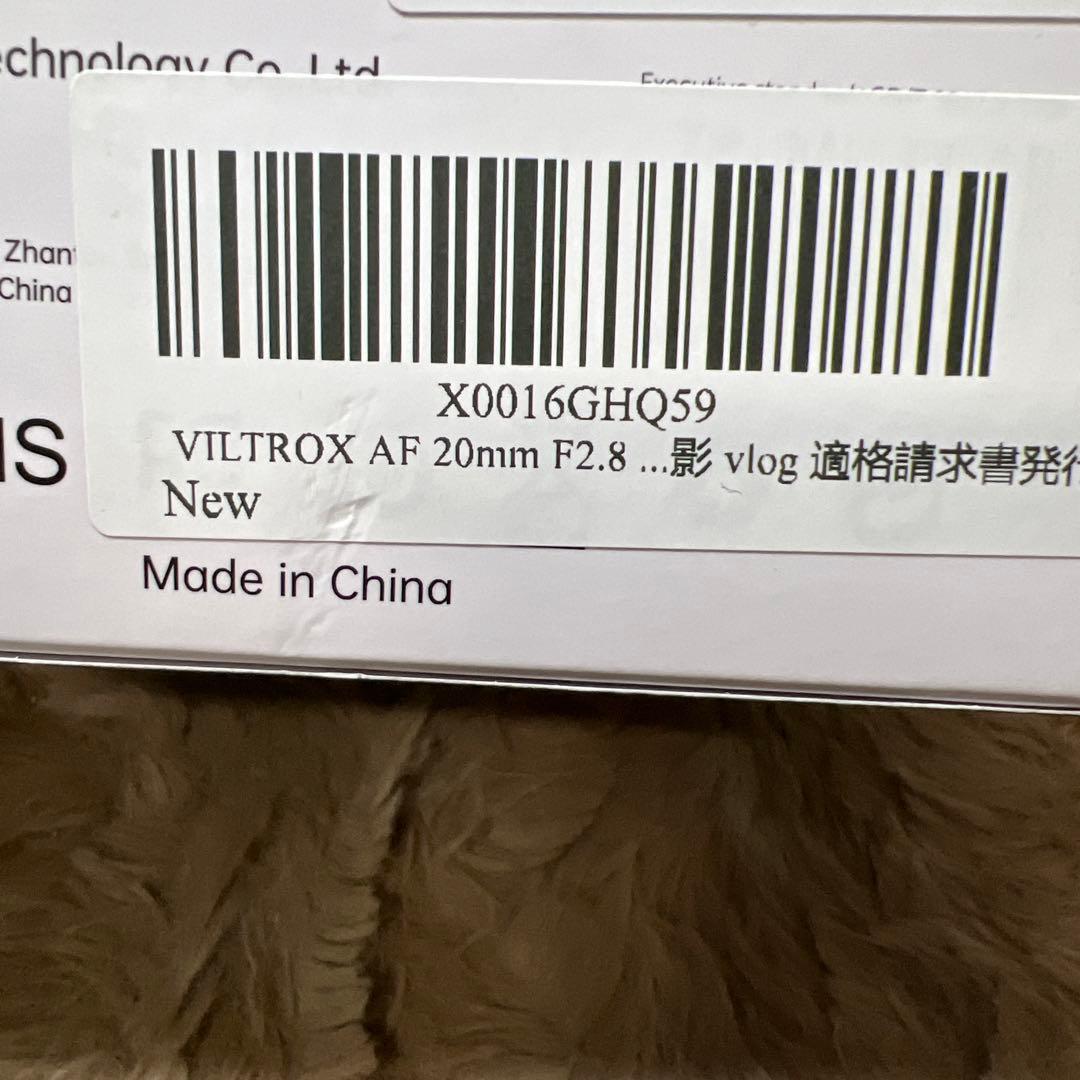 echnology Co. Ltd
Zhan
China
X0016GHQ59
VILTROX AF 20mm F2.8 ...影 vlog 適格請求書発行
New
Made in China